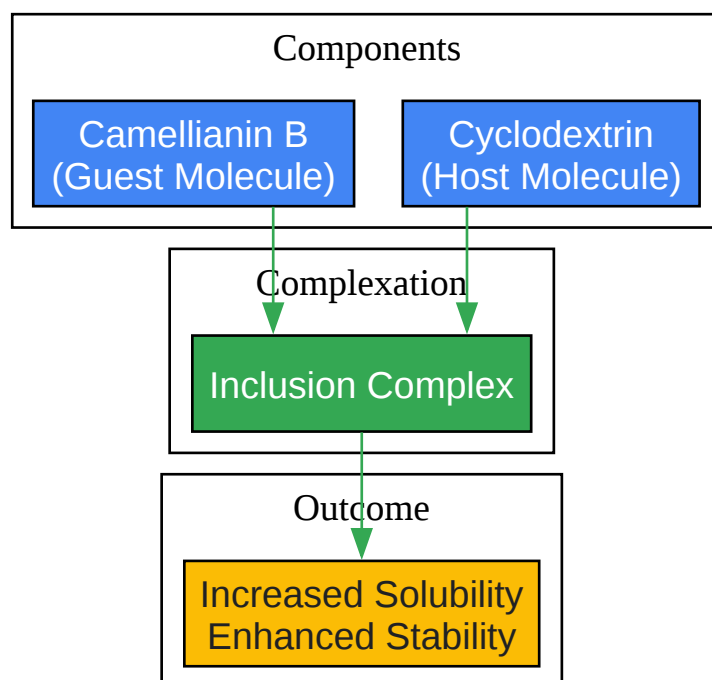 Components
Camellianin B
(Guest Molecule)
Cyclodextrin
(Host Molecule)
Complexation
Inclusion Complex
Outcome
Increased Solubility
Enhanced Stability